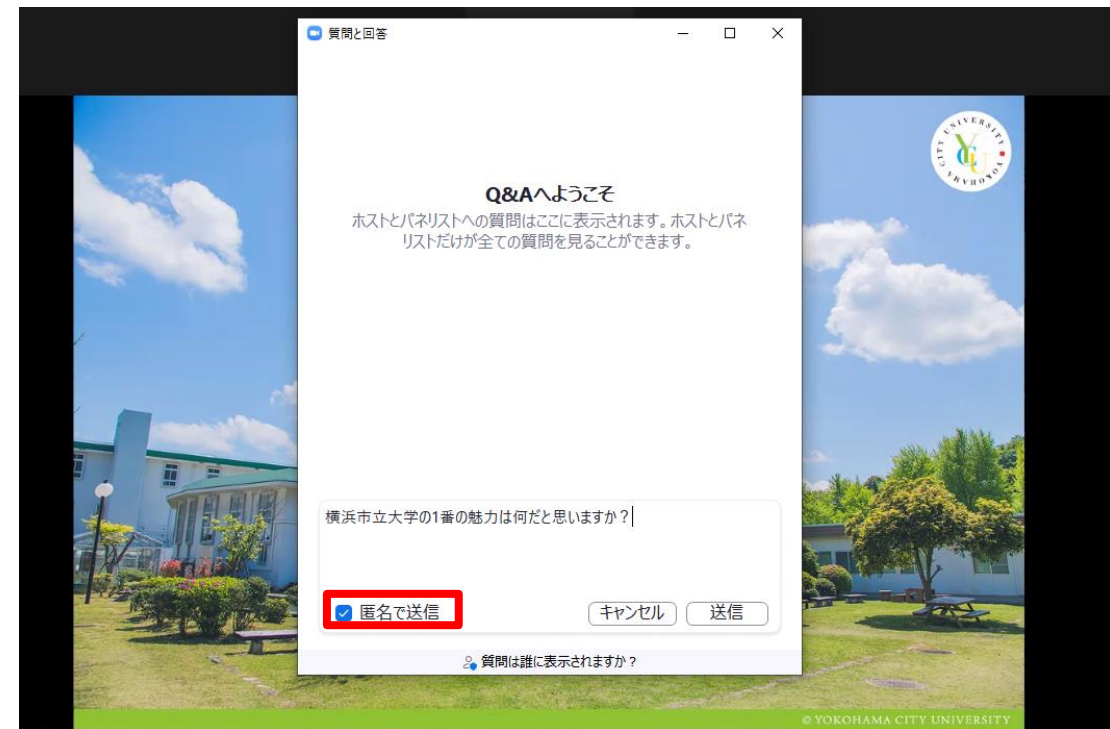 質問と回答
YOKOHAMA CITY UNIVERSITY
YCU
Q&Aへようこそ
ホストとパネリストへの質問はここに表示されます。ホストとパネ
リストだけが全ての質問を見ることができます。
横浜市立大学の1番の魅力は何だと思いますか？
匿名で送信
キャンセル
送信
質問は誰に表示されますか？
© YOKOHAMA CITY UNIVERSITY